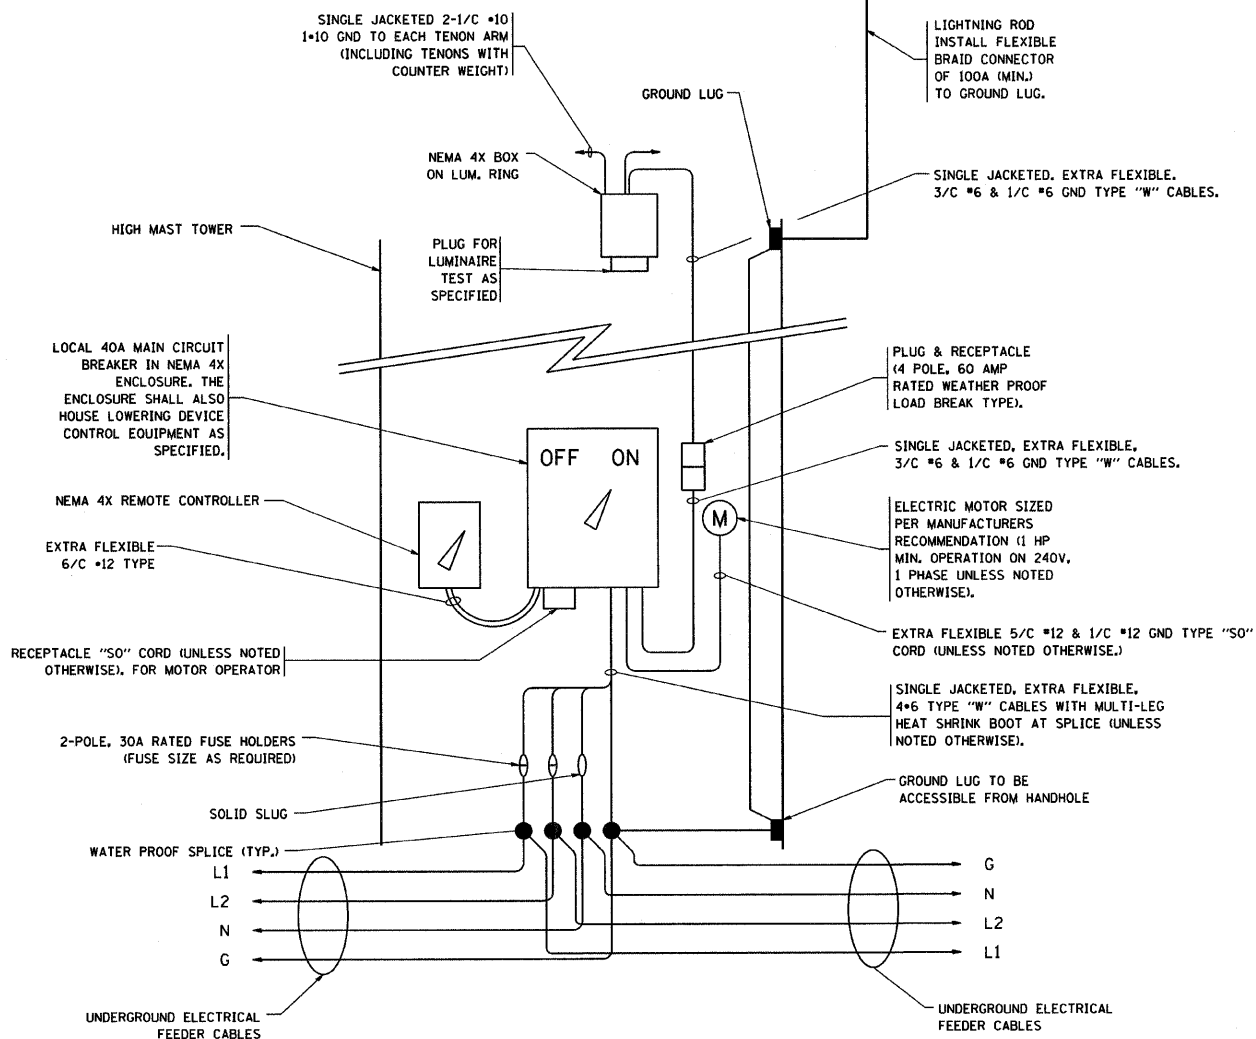 SINGLE JACKETED 2-1/C •10
1•10 GND TO EACH TENON ARM
(INCLUDING TENONS WITH
COUNTER WEIGHT)
LIGHTNING ROD
INSTALL FLEXIBLE
BRAID CONNECTOR
OF 100A (MIN.)
TO GROUND LUG.
GROUND LUG
NEMA 4X BOX
ON LUM. RING
SINGLE JACKETED. EXTRA FLEXIBLE.
3/C #6 & 1/C #6 GND TYPE "W" CABLES.
HIGH MAST TOWER
PLUG FOR
LUMINAIRE
TEST AS
SPECIFIED
LOCAL 40A MAIN CIRCUIT
BREAKER IN NEMA 4X
ENCLOSURE. THE
ENCLOSURE SHALL ALSO
HOUSE LOWERING DEVICE
CONTROL EQUIPMENT AS
SPECIFIED.
PLUG & RECEPTACLE
(4 POLE, 60 AMP
RATED WEATHER PROOF
LOAD BREAK TYPE).
OFF ON
SINGLE JACKETED, EXTRA FLEXIBLE,
3/C #6 & 1/C #6 GND TYPE "W" CABLES.
NEMA 4X REMOTE CONTROLLER
M
ELECTRIC MOTOR SIZED
PER MANUFACTURERS
RECOMMENDATION (1 HP
MIN. OPERATION ON 240V,
1 PHASE UNLESS NOTED
OTHERWISE).
EXTRA FLEXIBLE
6/C •12 TYPE
EXTRA FLEXIBLE 5/C #12 & 1/C #12 GND TYPE "SO"
CORD (UNLESS NOTED OTHERWISE.)
RECEPTACLE "SO" CORD (UNLESS NOTED
OTHERWISE). FOR MOTOR OPERATOR
SINGLE JACKETED, EXTRA FLEXIBLE,
4•6 TYPE "W" CABLES WITH MULTI-LEG
HEAT SHRINK BOOT AT SPLICE (UNLESS
NOTED OTHERWISE).
2-POLE, 30A RATED FUSE HOLDERS
(FUSE SIZE AS REQUIRED)
GROUND LUG TO BE
ACCESSIBLE FROM HANDHOLE
SOLID SLUG
WATER PROOF SPLICE (TYP.)
L1
L2
N
G
G
N
L2
L1
UNDERGROUND ELECTRICAL
FEEDER CABLES
UNDERGROUND ELECTRICAL
FEEDER CABLES